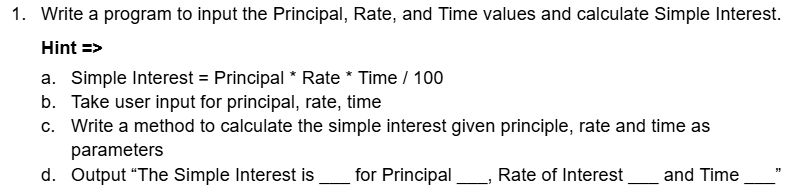 1. Write a program to input the Principal, Rate, and Time values and calculate Simple Interest.
Hint =>
a. Simple Interest = Principal * Rate * Time / 100
b. Take user input for principal, rate, time
c. Write a method to calculate the simple interest given principle, rate and time as
parameters
d. Output “The Simple Interest is ___ for Principal ___, Rate of Interest ___ and Time ___”